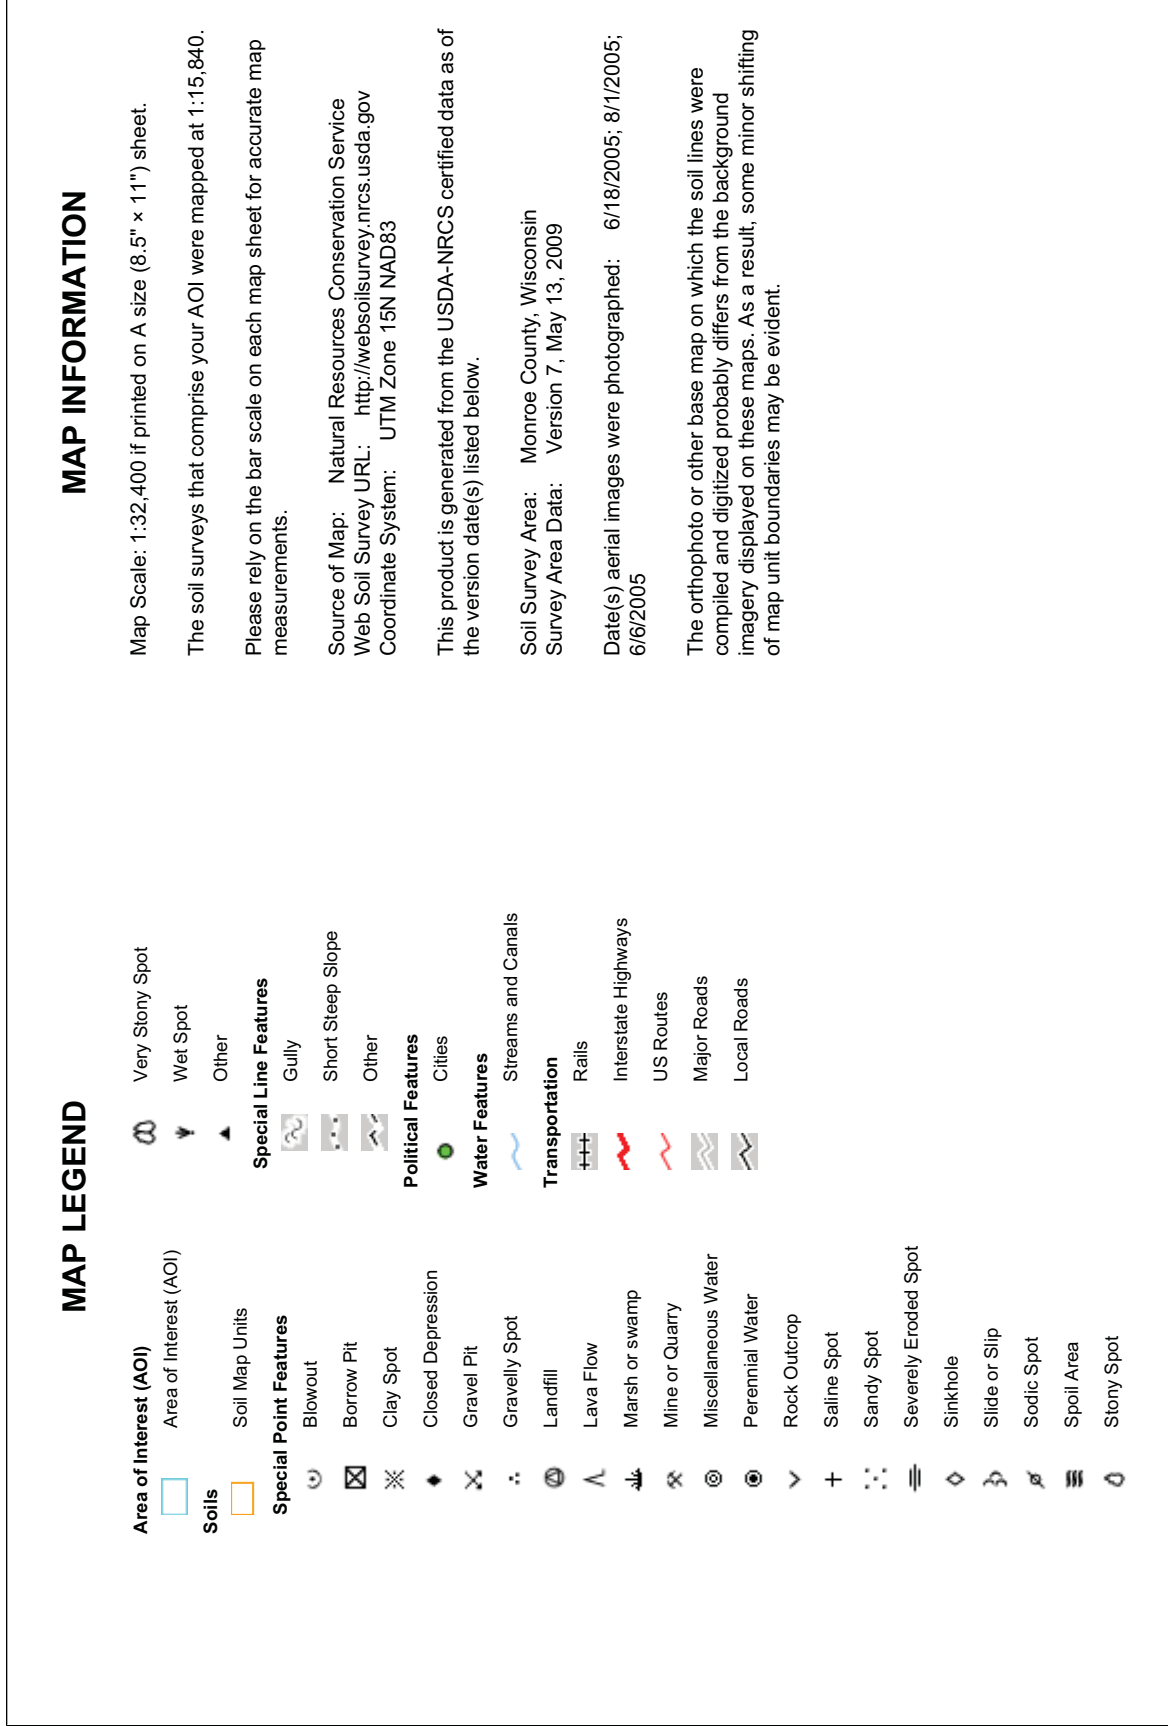 MAP LEGEND
Area of Interest (AOI)
Area of Interest (AOI)
Soils
Soil Map Units
Special Point Features
Blowout
Borrow Pit
Clay Spot
Closed Depression
Gravel Pit
Gravelly Spot
Landfill
Lava Flow
Marsh or swamp
Mine or Quarry
Miscellaneous Water
Perennial Water
Rock Outcrop
Saline Spot
Sandy Spot
Severely Eroded Spot
Sinkhole
Slide or Slip
Sodic Spot
Spoil Area
Stony Spot
Very Stony Spot
Wet Spot
Other
Special Line Features
Gully
Short Steep Slope
Other
Political Features
Cities
Water Features
Streams and Canals
Transportation
Rails
Interstate Highways
US Routes
Major Roads
Local Roads
MAP INFORMATION
Map Scale: 1:32,400 if printed on A size (8.5" × 11") sheet.
The soil surveys that comprise your AOI were mapped at 1:15,840.
Please rely on the bar scale on each map sheet for accurate map
measurements.
Source of Map: Natural Resources Conservation Service
Web Soil Survey URL: http://websoilsurvey.nrcs.usda.gov
Coordinate System: UTM Zone 15N NAD83
This product is generated from the USDA-NRCS certified data as of
the version date(s) listed below.
Soil Survey Area: Monroe County, Wisconsin
Survey Area Data: Version 7, May 13, 2009
Date(s) aerial images were photographed: 6/18/2005; 8/1/2005;
6/6/2005
The orthophoto or other base map on which the soil lines were
compiled and digitized probably differs from the background
imagery displayed on these maps. As a result, some minor shifting
of map unit boundaries may be evident.